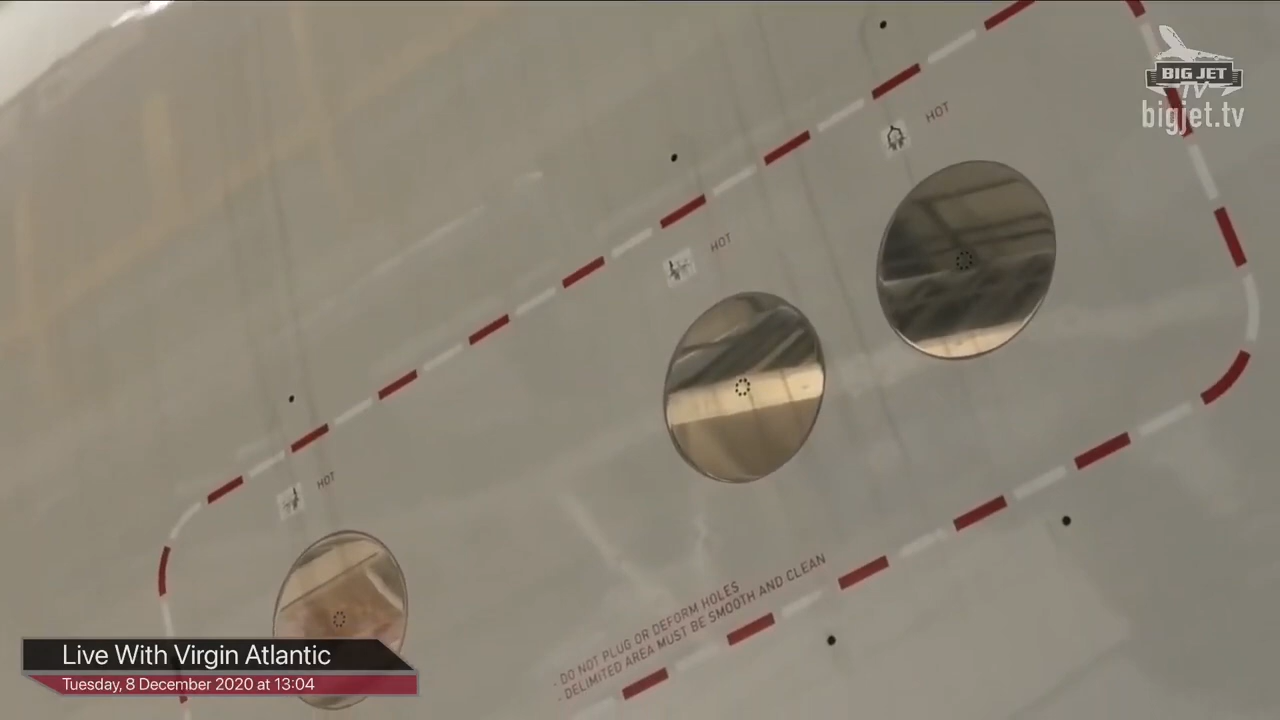 BIG JET
TV
bigjet.tv
HOT
HOT
HOT
- DO NOT PLUG OR DEFORM HOLES
- DELIMITED AREA MUST BE SMOOTH AND CLEAN
Live With Virgin Atlantic
Tuesday, 8 December 2020 at 13:04